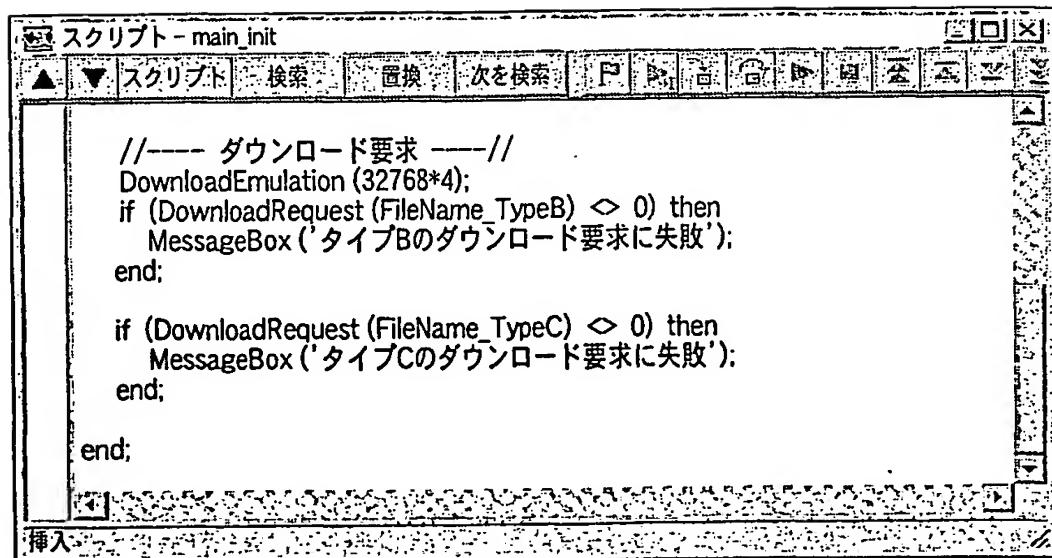 スクリプト - main_init
スクリプト 検索 置換 次を検索
//---- ダウンロード要求 ----//
DownloadEmulation (32768*4);
if (DownloadRequest (FileName_TypeB) <> 0) then
MessageBox ('タイプBのダウンロード要求に失敗');
end;
if (DownloadRequest (FileName_TypeC) <> 0) then
MessageBox ('タイプCのダウンロード要求に失敗');
end;
end;
挿入